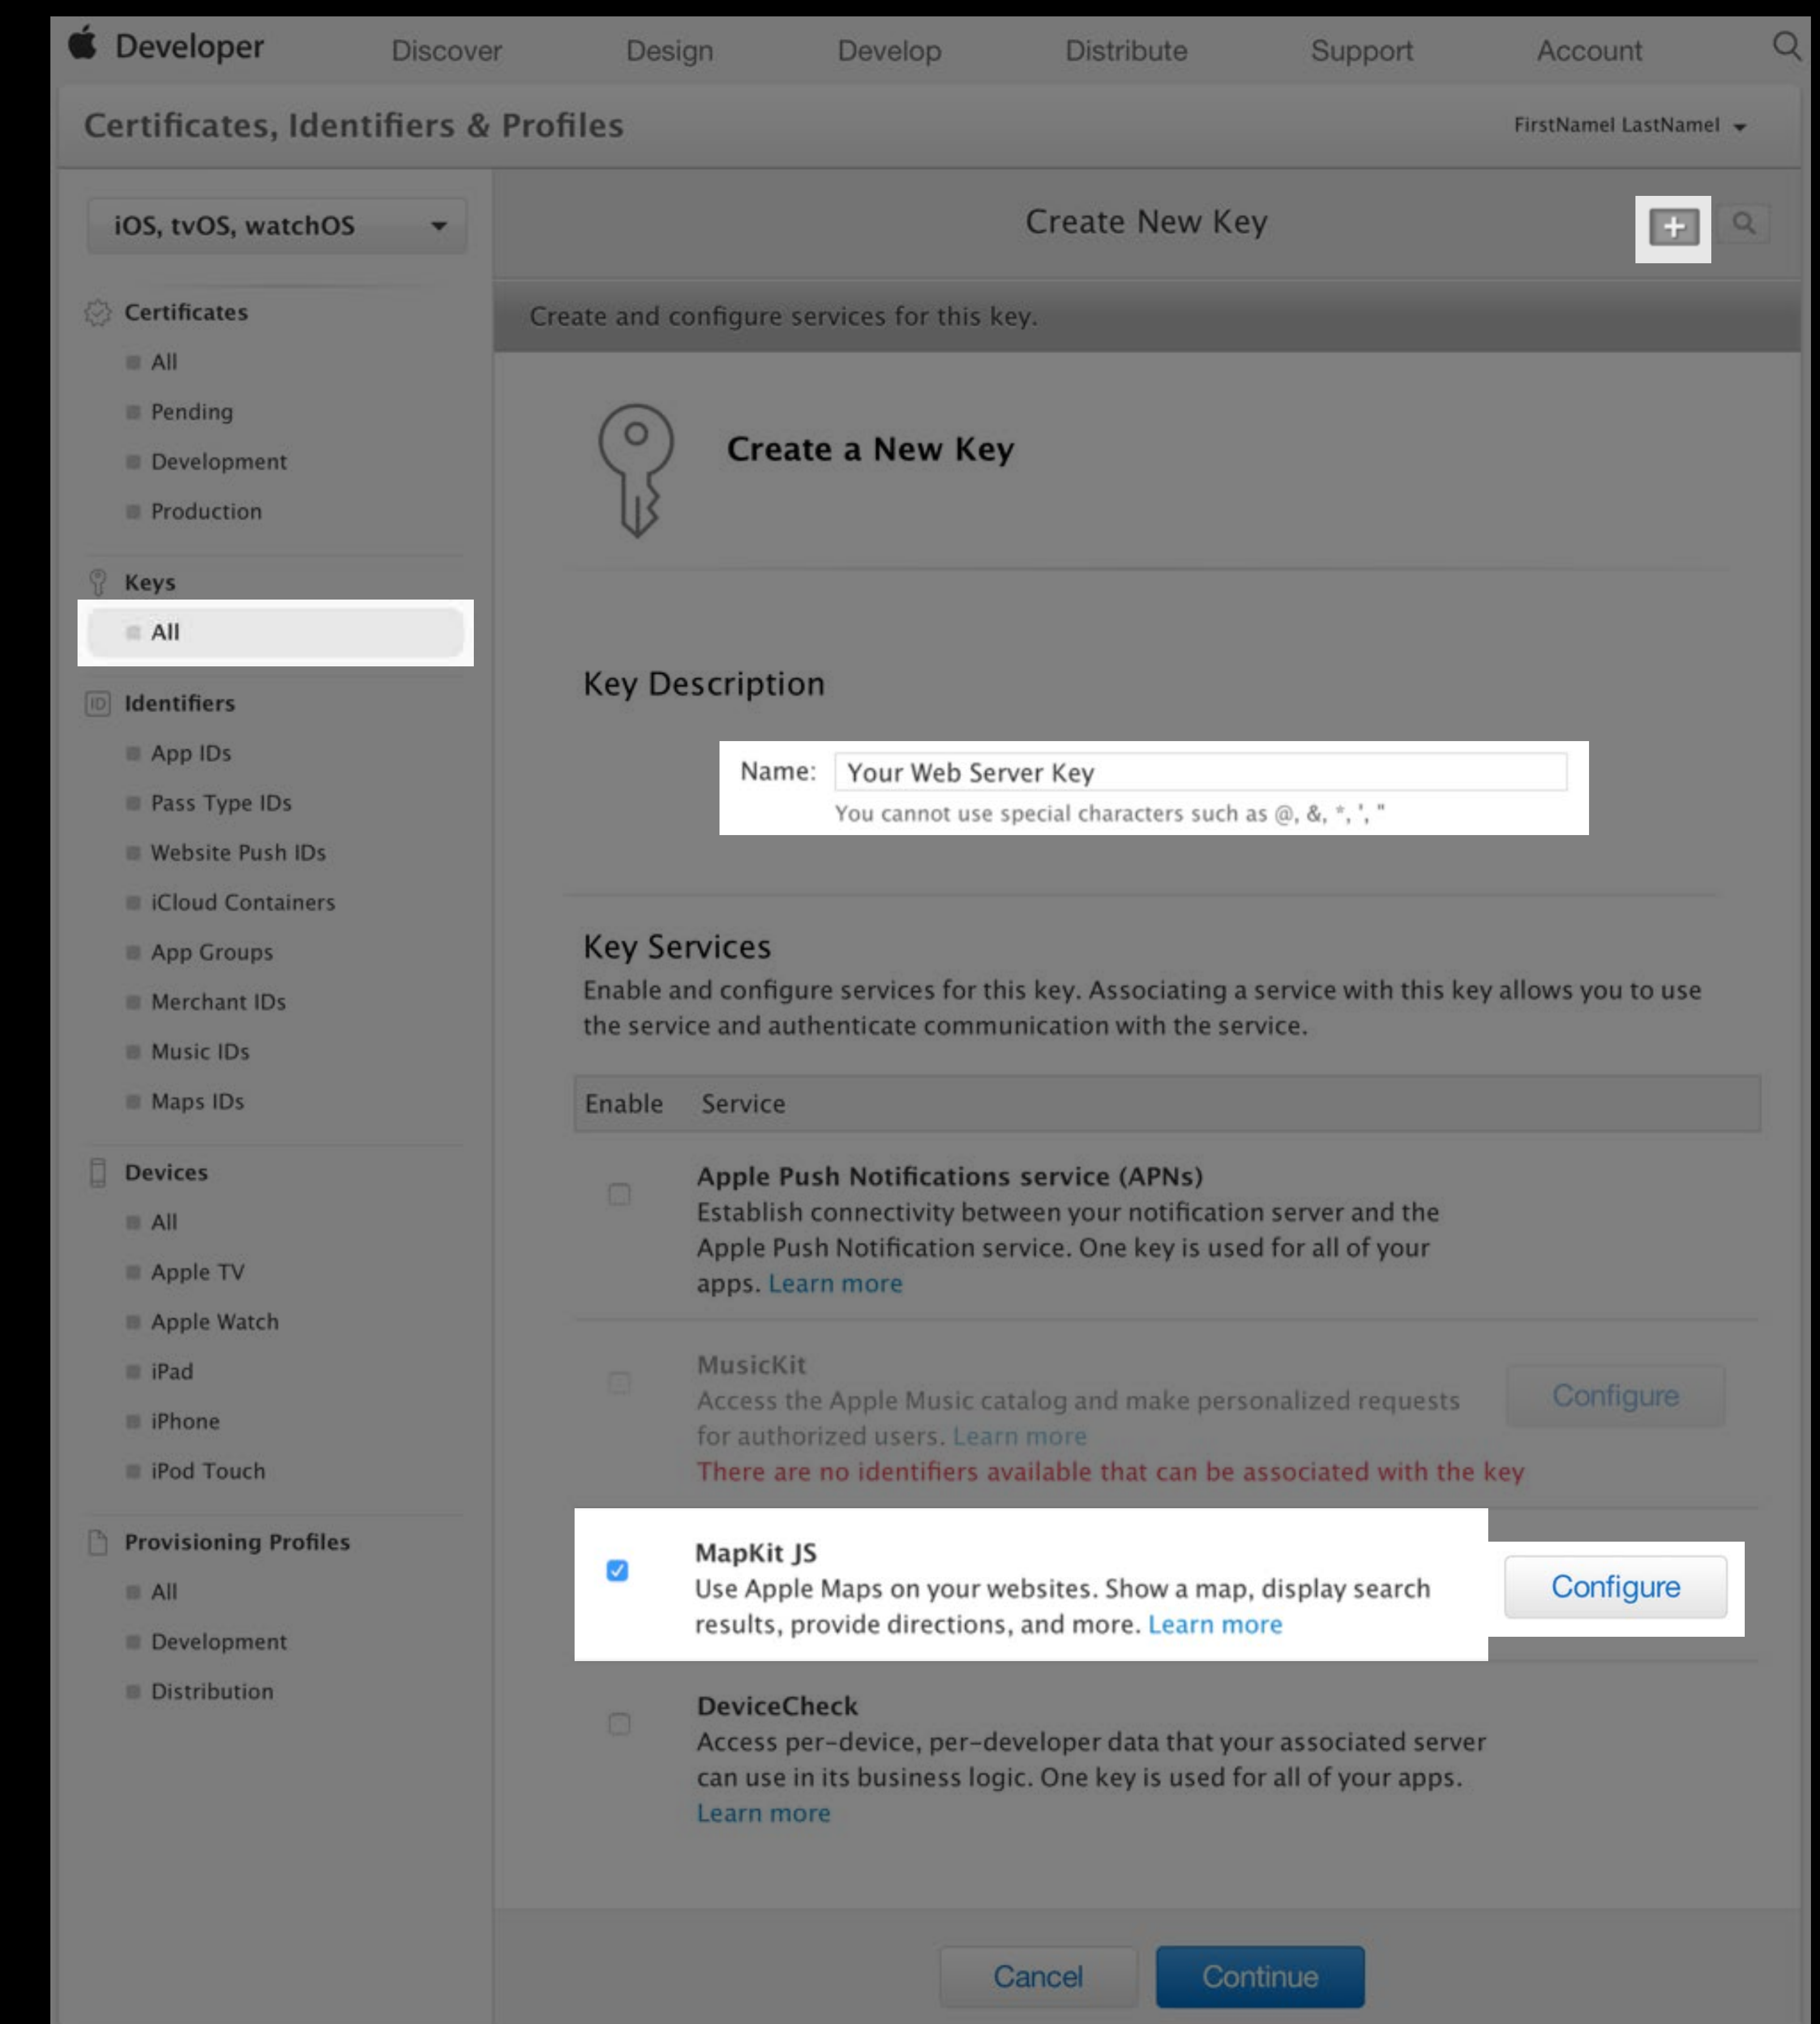 Developer Discover Design Develop Distribute Support Account
Certificates, Identifiers & Profiles
FirstNameI LastNameI
iOS, tvOS, watchOS
Certificates
All
Pending
Development
Production
Keys
All
ID Identifiers
App IDs
Pass Type IDs
Website Push IDs
iCloud Containers
App Groups
Merchant IDs
Music IDs
Maps IDs
Devices
All
Apple TV
Apple Watch
iPad
iPhone
iPod Touch
Provisioning Profiles
All
Development
Distribution
Create New Key
+
Create and configure services for this key.
Create a New Key
Key Description
Name: Your Web Server Key
You cannot use special characters such as @, &, *, ', "
Key Services
Enable and configure services for this key. Associating a service with this key allows you to use
the service and authenticate communication with the service.
Enable Service
Apple Push Notifications service (APNs)
Establish connectivity between your notification server and the
Apple Push Notification service. One key is used for all of your
apps. Learn more
MusicKit
Access the Apple Music catalog and make personalized requests
for authorized users. Learn more
There are no identifiers available that can be associated with the key
Configure
MapKit JS
Use Apple Maps on your websites. Show a map, display search
results, provide directions, and more. Learn more
Configure
DeviceCheck
Access per-device, per-developer data that your associated server
can use in its business logic. One key is used for all of your apps.
Learn more
Cancel Continue